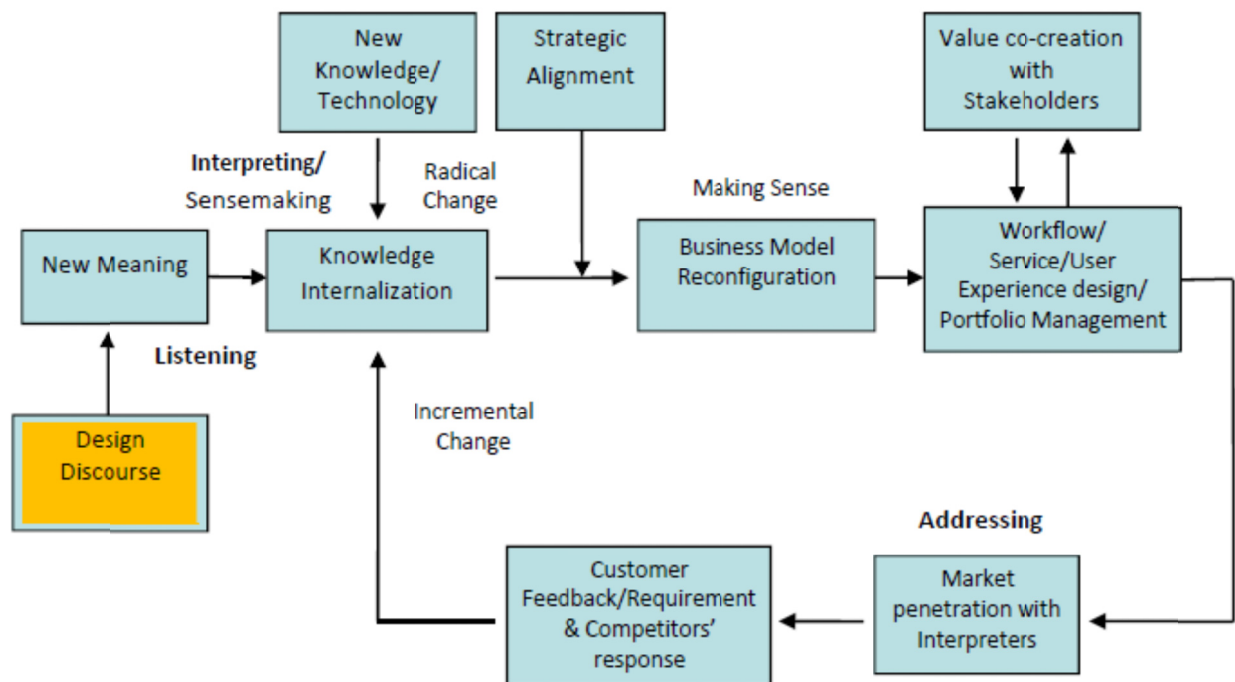 New
Knowledge/
Technology
Strategic
Alignment
Value co-creation
with
Stakeholders
Interpreting/
Sensemaking
Radical
Change
Making Sense
New Meaning
Knowledge
Internalization
Business Model
Reconfiguration
Workflow/
Service/User
Experience design/
Portfolio Management
Listening
Design
Discourse
Incremental
Change
Addressing
Customer
Feedback/Requirement
& Competitors’
response
Market
penetration with
Interpreters